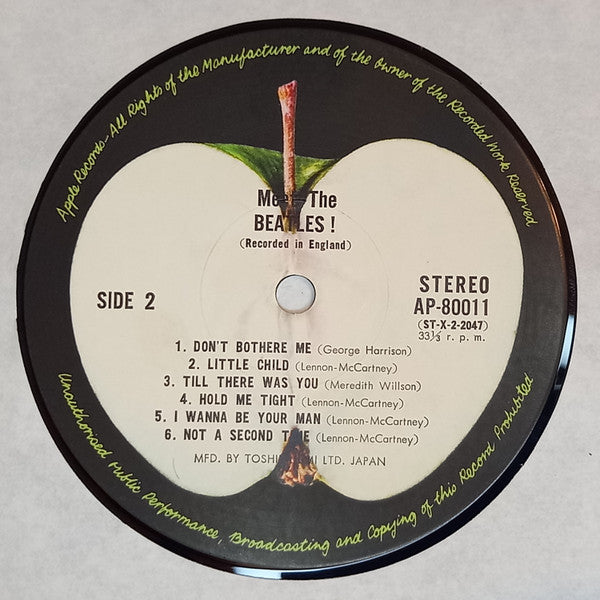 Apple Records–All Rights of the Manufacturer and of the Owner of the Recorded Work Reserved
The
BEATLES !
(Recorded in England)
SIDE 2
STEREO
AP-80011
(ST-X-2-2047)
33⅓ r. p. m.
1. DON'T BOTHERE ME (George Harrison)
2. LITTLE CHILD (Lennon-McCartney)
3. TILL THERE WAS YOU (Meredith Willson)
4. HOLD ME TIGHT (Lennon-McCartney)
5. I WANNA BE YOUR MAN (Lennon-McCartney)
6. NOT A SECOND TIME (Lennon-McCartney)
MFD. BY LTD. JAPAN
Unauthorised Public Performance, Broadcasting and Copying of this Record Prohibited